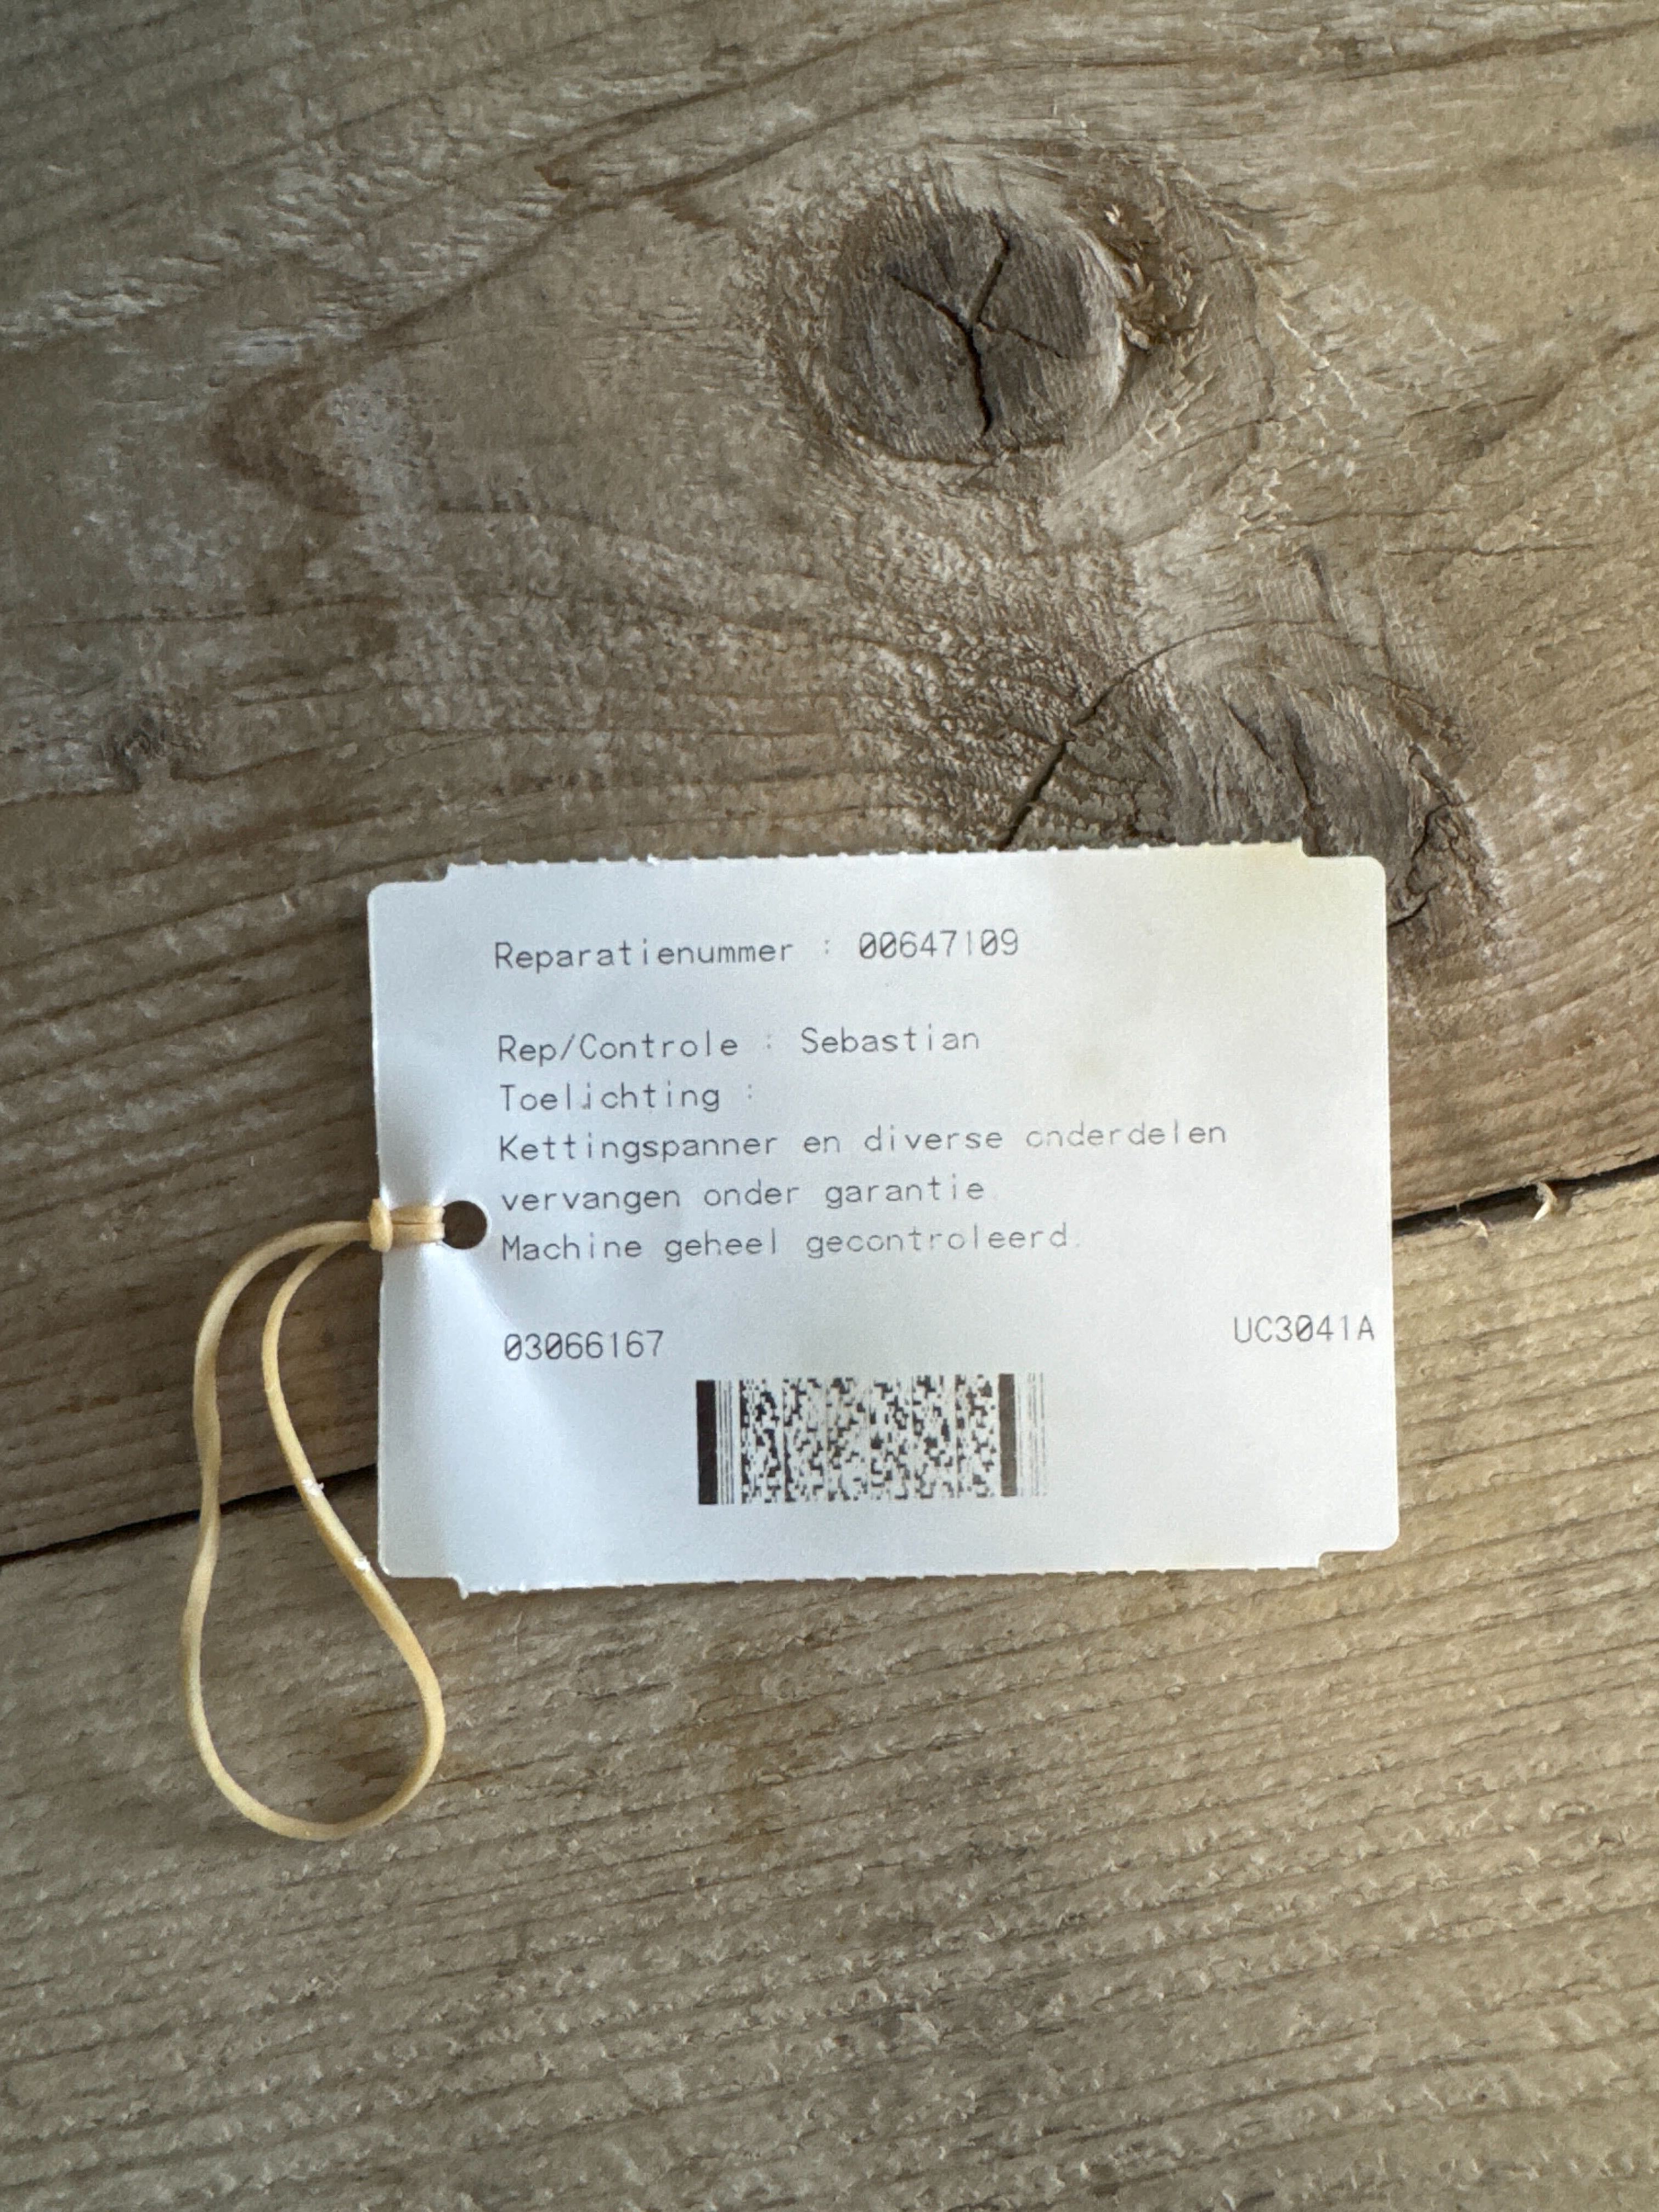 Reparatienummer : 00647109
Rep/Controle : Sebastian
Toelichting :
Kettingspanner en diverse onderdelen
vervangen onder garantie.
Machine geheel gecontroleerd.
03066167
UC3041A